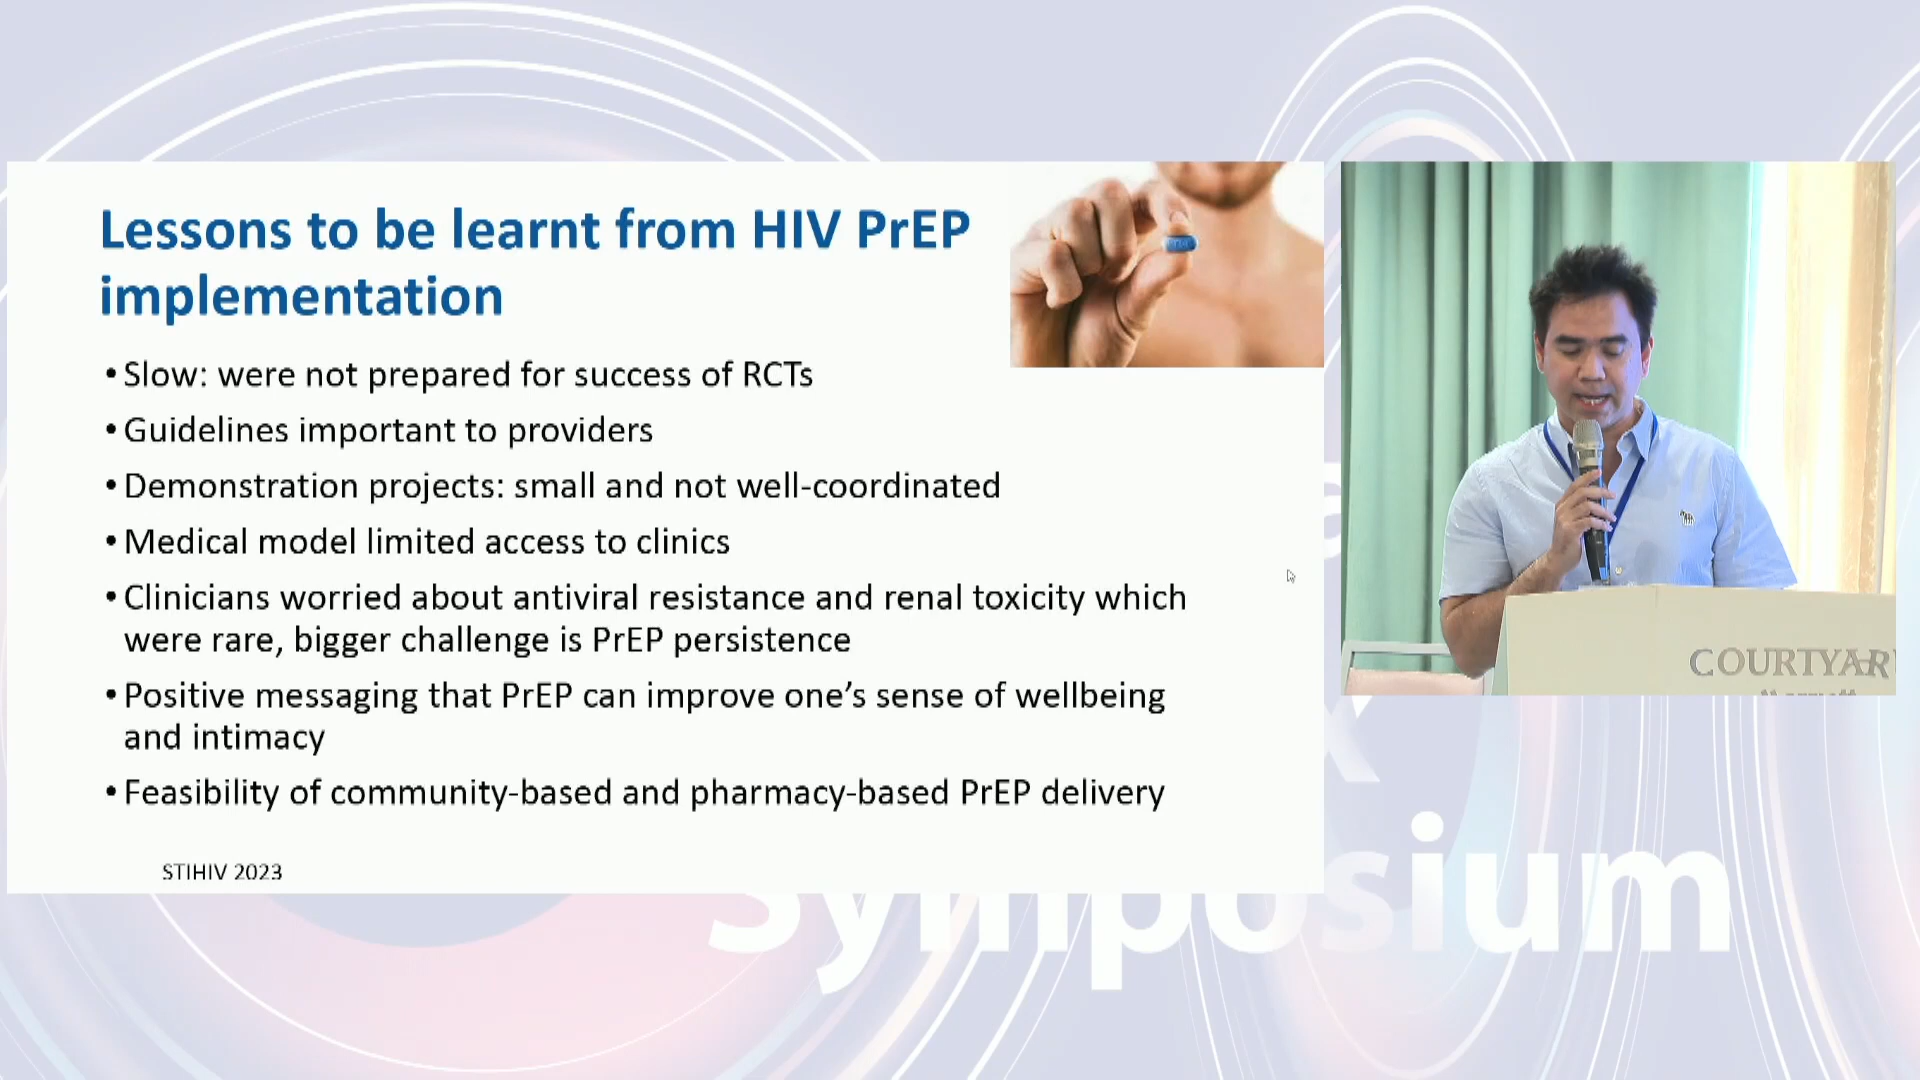 Lessons to be learnt from HIV PrEP
implementation
• Slow: were not prepared for success of RCTs
• Guidelines important to providers
• Demonstration projects: small and not well-coordinated
• Medical model limited access to clinics
• Clinicians worried about antiviral resistance and renal toxicity which
were rare, bigger challenge is PrEP persistence
• Positive messaging that PrEP can improve one's sense of wellbeing
and intimacy
• Feasibility of community-based and pharmacy-based PrEP delivery
STIHIV 2023
COURTYAR
Symposium